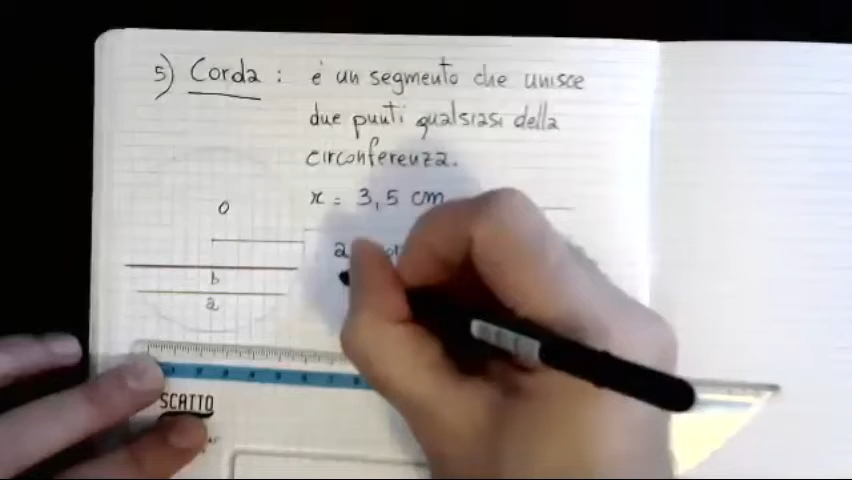 5) Corda : è un segmento che unisce
due punti qualsiasi della
circonferenza.
r = 3,5 cm
O
a
b
a
SCATTO